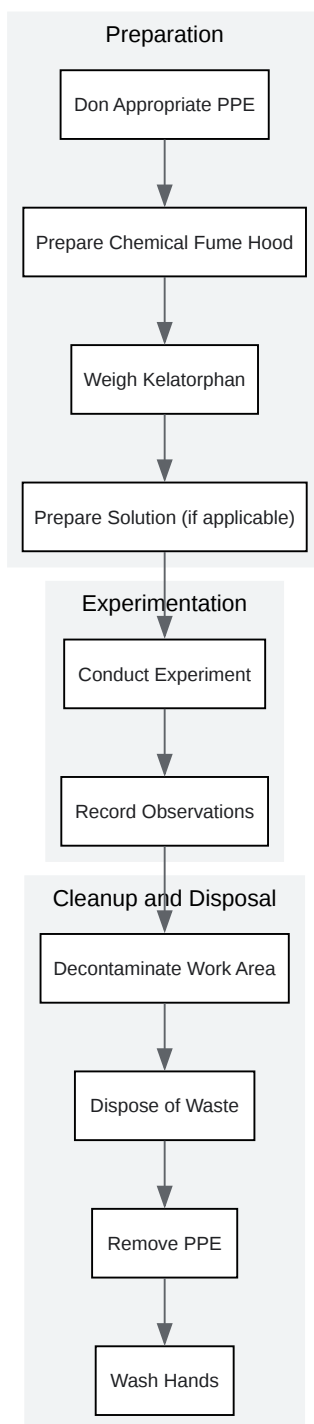 Preparation
Don Appropriate PPE
Prepare Chemical Fume Hood
Weigh Kelatorphan
Prepare Solution (if applicable)
Experimentation
Conduct Experiment
Record Observations
Cleanup and Disposal
Decontaminate Work Area
Dispose of Waste
Remove PPE
Wash Hands